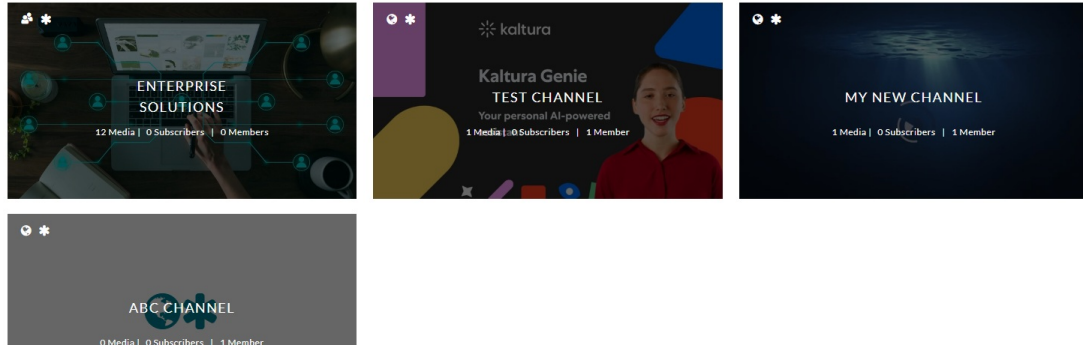 ENTERPRISE
SOLUTIONS
12 Media | 0 Subscribers | 0 Members
kaltura
Kaltura Genie
TEST CHANNEL
Your personal AI-powered
1 Media | 0 Subscribers | 1 Member
MY NEW CHANNEL
1 Media | 0 Subscribers | 1 Member
ABC CHANNEL
0 Media | 0 Subscribers | 1 Member